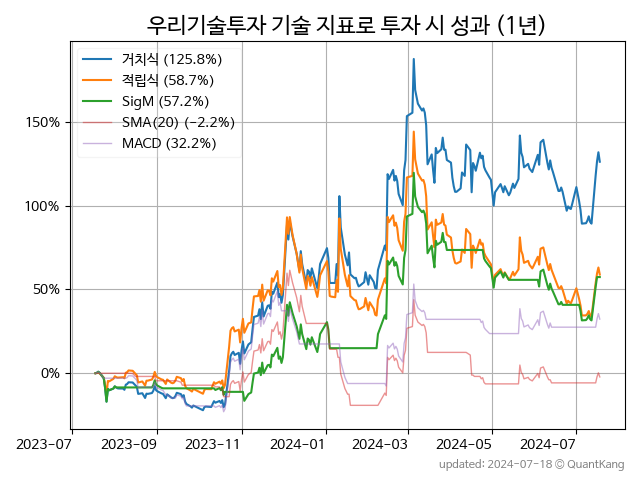 우리기술투자 기술 지표로 투자 시 성과 (1년)
거치식 (125.8%)
적립식 (58.7%)
SigM (57.2%)
SMA(20) (-2.2%)
MACD (32.2%)
150%
100%
50%
0%
2023-07 2023-09 2023-11 2024-01 2024-03 2024-05 2024-07
updated: 2024-07-18 © QuantKang